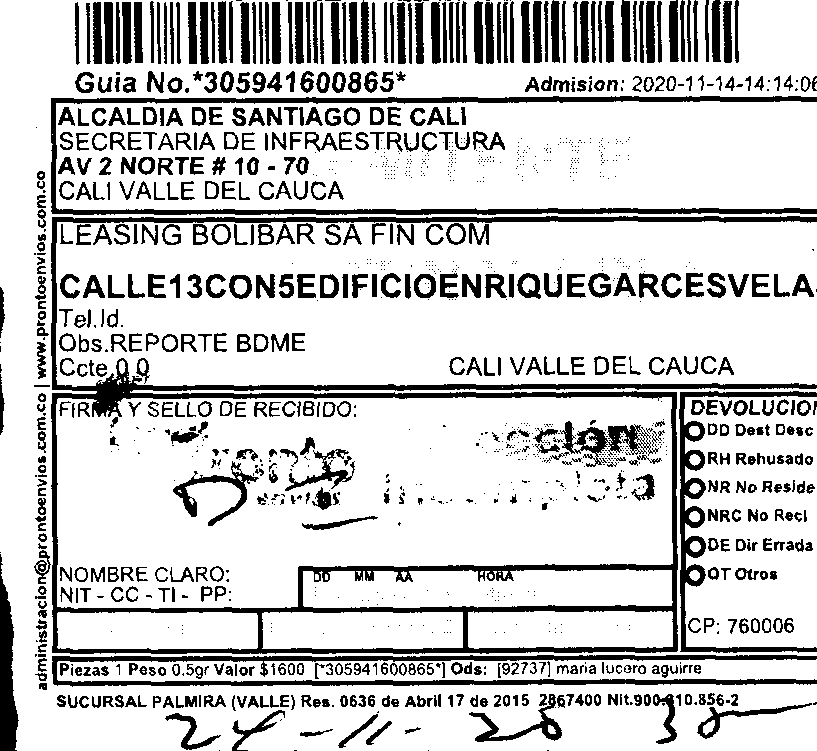 Guia No.*305941600865*
Admision: 2020-11-14-14:14:06
ALCALDIA DE SANTIAGO DE CALI
SECRETARIA DE INFRAESTRUCTURA
AV 2 NORTE # 10 - 70
CALI VALLE DEL CAUCA
LEASING BOLIBAR SA FIN COM
CALLE13CON5EDIFICIOENRIQUEGARCESVELA
Tel.Id.
Obs.REPORTE BDME
Ccte.0 0
CALI VALLE DEL CAUCA
administracion@prontoenvios.com.co | www.prontoenvios.com.co
FIRMA Y SELLO DE RECIBIDO:
Pronto
envios
incompleta
NOMBRE CLARO:
NIT - CC - TI - PP:
DD MM AA HORA
DEVOLUCION
DD Dest Desc
RH Rehusado
NR No Reside
NRC No Recl
DE Dir Errada
OT Otros
CP: 760006
Piezas 1 Peso 0.5gr Valor $1600 [*305941600865*] Ods: [92737] maria lucero aguirre
SUCURSAL PALMIRA (VALLE) Res. 0636 de Abril 17 de 2015 2867400 Nit.900-310.856-2
24-11-20 30